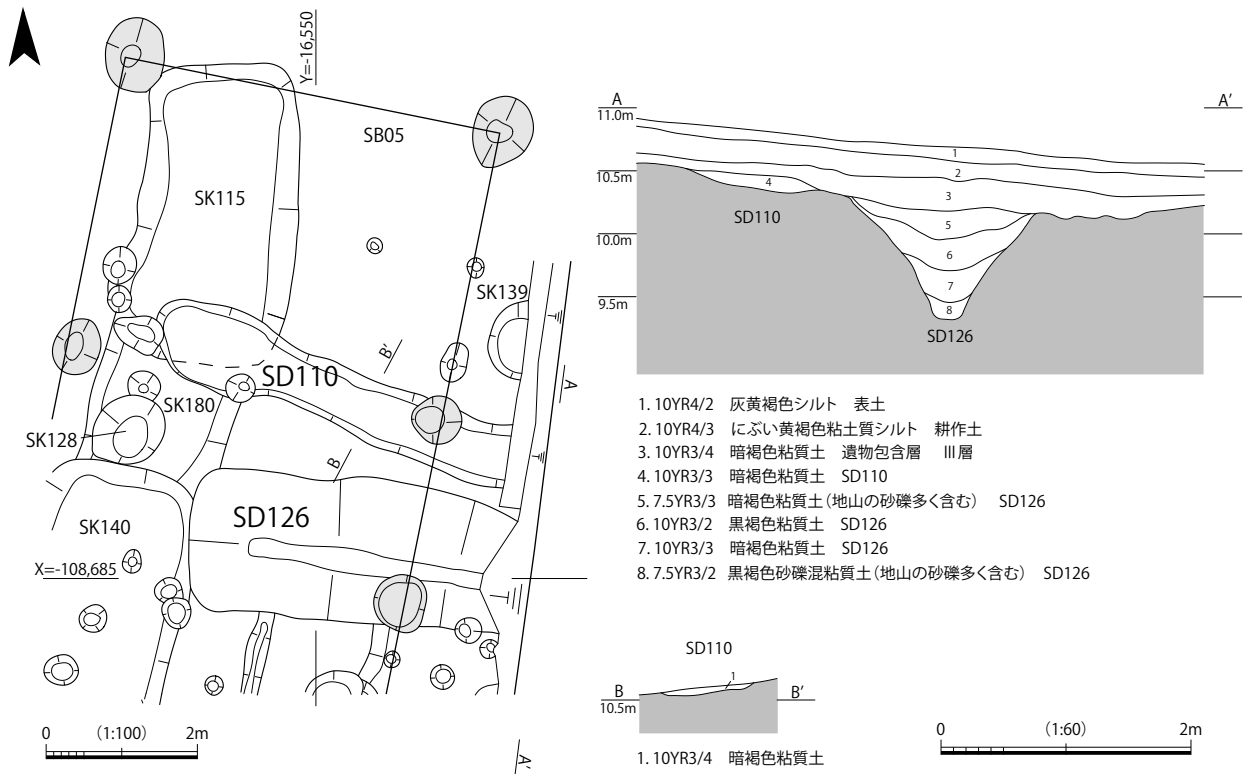 Y=-16,550
SB05
SK115
SK139
B'
A
SD110
SK180
SK128
B
SD126
SK140
X=-108,685
A'
0 (1:100) 2m
A A'
11.0m
1
2
10.5m
4
3
SD110
5
10.0m
6
7
9.5m
8
SD126
1. 10YR4/2 灰黄褐色シルト 表土
2. 10YR4/3 にぶい黄褐色粘土質シルト 耕作土
3. 10YR3/4 暗褐色粘質土 遺物包含層 Ⅲ層
4. 10YR3/3 暗褐色粘質土 SD110
5. 7.5YR3/3 暗褐色粘質土（地山の砂礫多く含む） SD126
6. 10YR3/2 黒褐色粘質土 SD126
7. 10YR3/3 暗褐色粘質土 SD126
8. 7.5YR3/2 黒褐色砂礫混粘質土（地山の砂礫多く含む） SD126
SD110
1
B B'
10.5m
1. 10YR3/4 暗褐色粘質土
0 (1:60) 2m